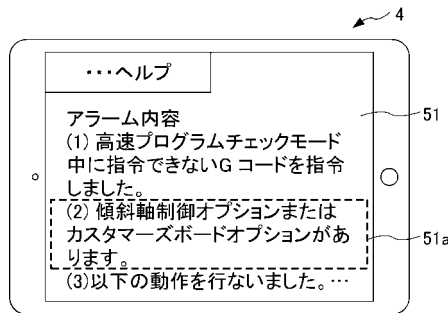 4
･･･ヘルプ
アラーム内容
(1) 高速プログラムチェックモード
中に指令できないG コードを指令
しました。
(2) 傾斜軸制御オプションまたは
カスタマーズボードオプションがあ
ります。
(3)以下の動作を行ないました。･･･
51
51a